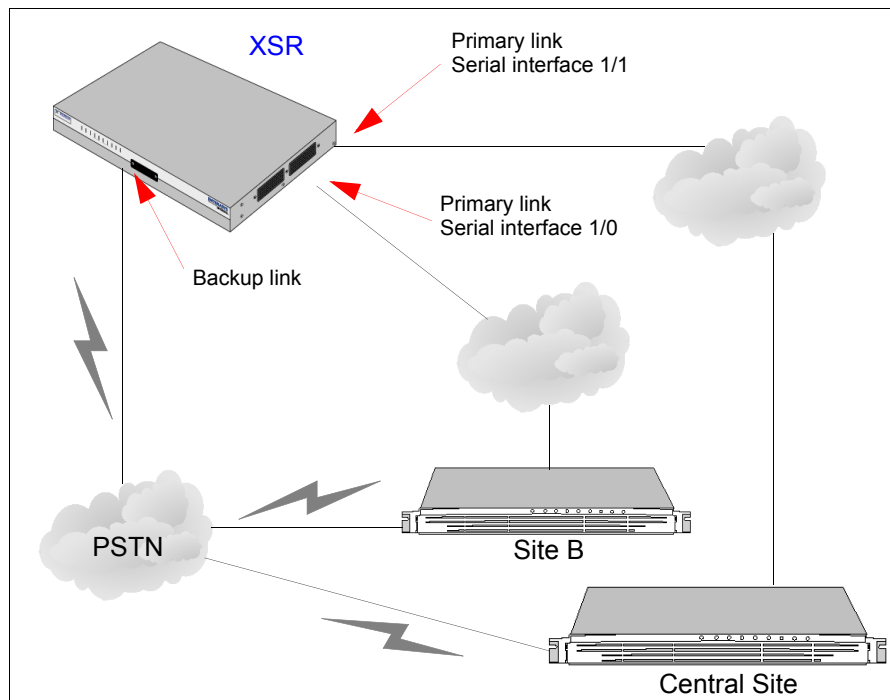 XSR
Primary link
Serial interface 1/1
Primary link
Serial interface 1/0
Backup link
PSTN
Site B
Central Site